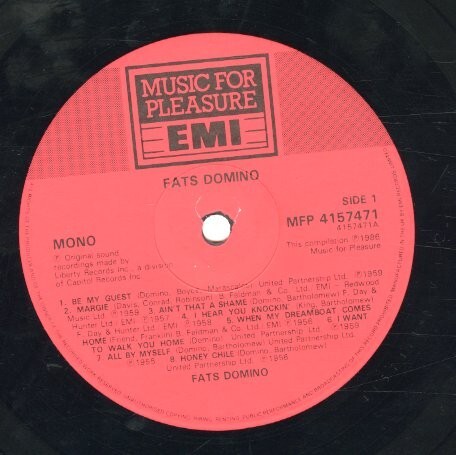 MUSIC FOR
PLEASURE
EMI
FATS DOMINO
SIDE 1
MFP 4157471
4157471A
MONO
This compilation ℗1986
Music for Pleasure
℗ Original sound
recordings made by
Liberty Records Inc., a division
of Capitol Records Inc.
1. BE MY GUEST (Domino, Boyce, Marascalco) United Partnership Ltd ℗1959
2. MARGIE (Davis, Conrad, Robinson) B. Feldman & Co. Ltd. EMI – Redwood
Music Ltd ℗1959 3. AIN'T THAT A SHAME (Domino, Bartholomew) F. Day &
Hunter Ltd. EMI ℗ 4. I HEAR YOU KNOCKIN' (King, Bartholomew)
F. Day & Hunter Ltd. EMI ℗ 5. WHEN MY DREAMBOAT COMES
HOME (Friend, Franklin) B. Feldman & Co. Ltd. EMI 6. I WANT
TO WALK YOU HOME (Domino) United Partnership Ltd. ℗1959
7. ALL BY MYSELF (Domino, Bartholomew) United Partnership Ltd.
8. HONEY CHILE (Domino, Bartholomew)
United Partnership Ltd. ℗1956
FATS DOMINO